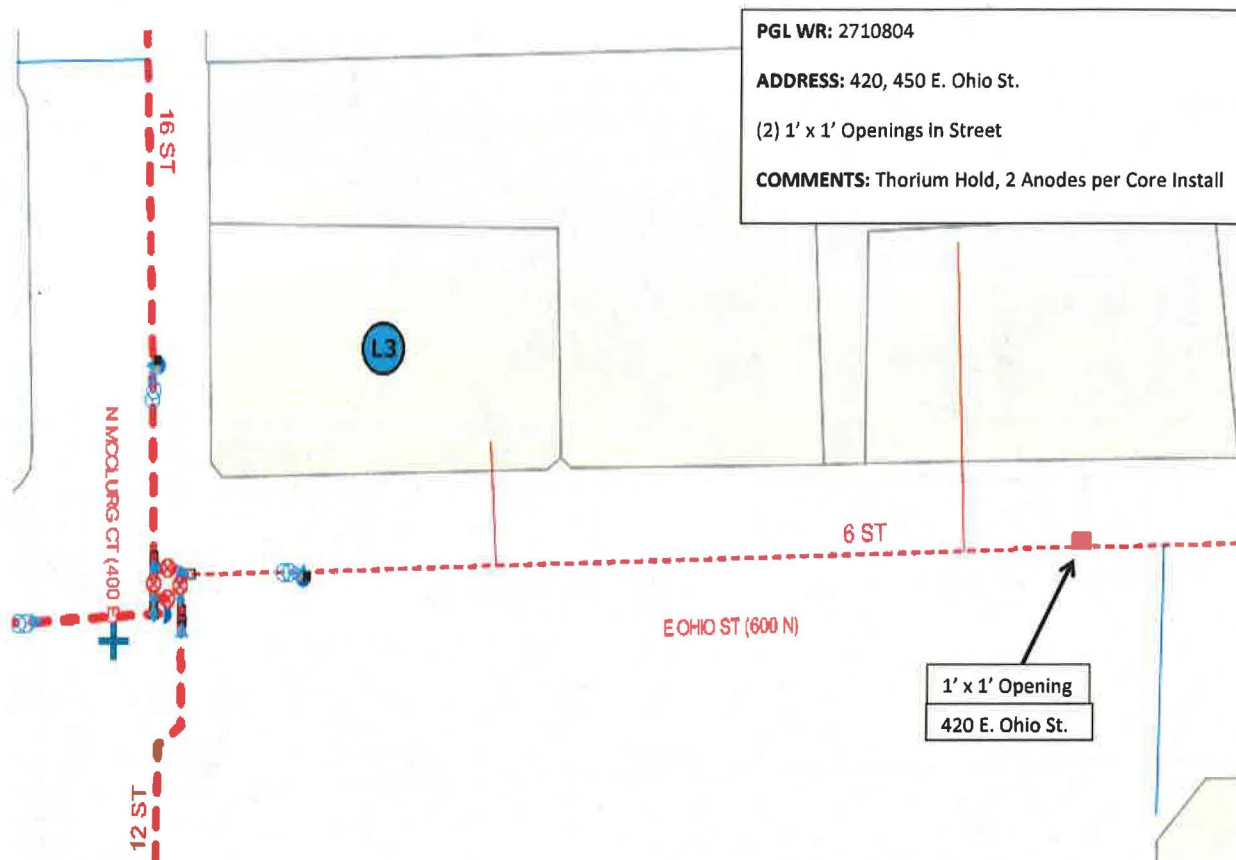 PGL WR: 2710804
ADDRESS: 420, 450 E. Ohio St.
(2) 1' x 1' Openings in Street
COMMENTS: Thorium Hold, 2 Anodes per Core Install
16 ST
L3
N MCCLURG CT (400
6 ST
E OHIO ST (600 N)
1' x 1' Opening
420 E. Ohio St.
12 ST